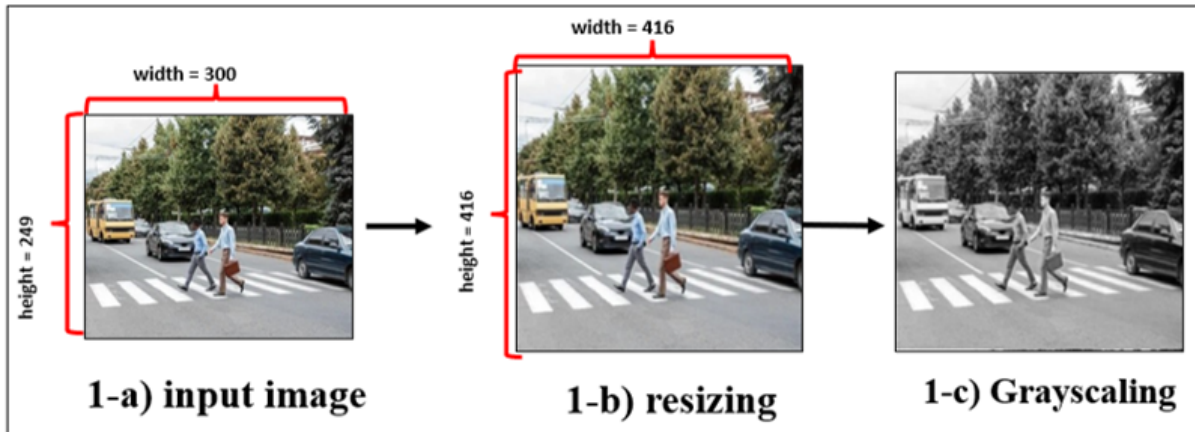 width = 300
height = 249
1-a) input image
width = 416
height = 416
1-b) resizing
1-c) Grayscaling